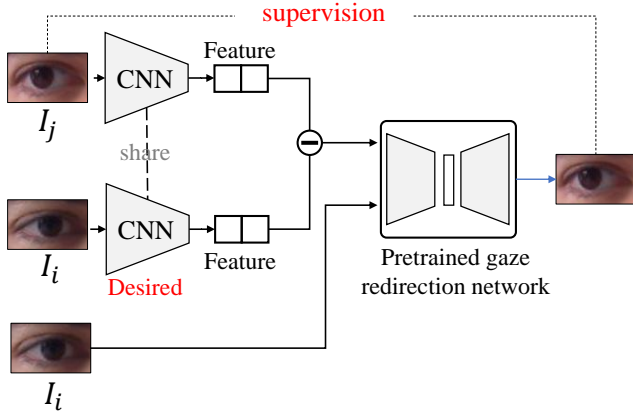 supervision
Feature
CNN
I_j
share
CNN
I_i
Feature
Desired
Pretrained gaze
redirection network
I_i